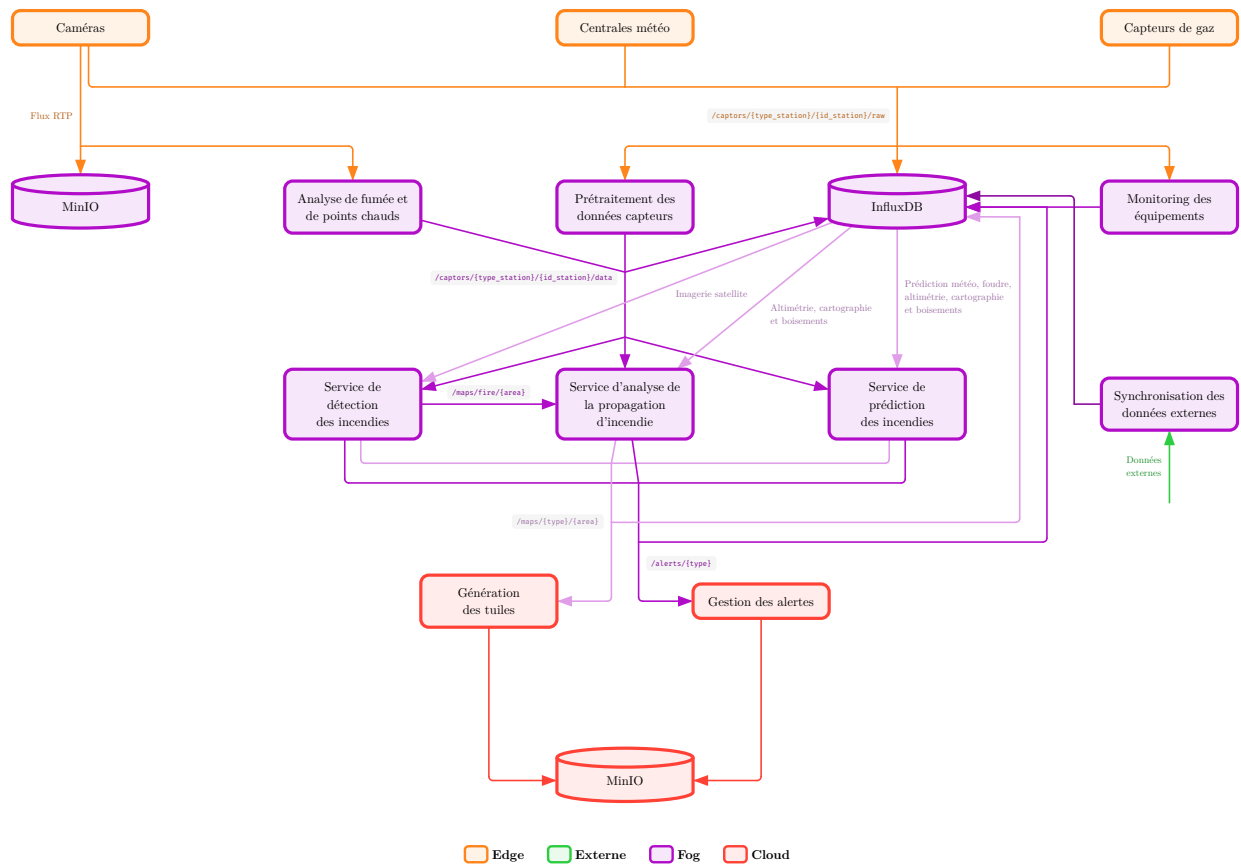 Caméras
Centrales météo
Capteurs de gaz
Flux RTP
/captors/{type_station}/{id_station}/raw
MinIO
Analyse de fumée et
de points chauds
Prétraitement des
données capteurs
InfluxDB
Monitoring des
équipements
/captors/{type_station}/{id_station}/data
Imagerie satellite
Altimétrie, cartographie
et boisements
Prédiction météo, foudre,
altimétrie, cartographie
et boisements
Service de
détection
des incendies
/maps/fire/{area}
Service d'analyse de
la propagation
d'incendie
Service de
prédiction
des incendies
Synchronisation des
données externes
Données
externes
/maps/{type}/{area}
/alerts/{type}
Génération
des tuiles
Gestion des alertes
MinIO
Edge
Externe
Fog
Cloud